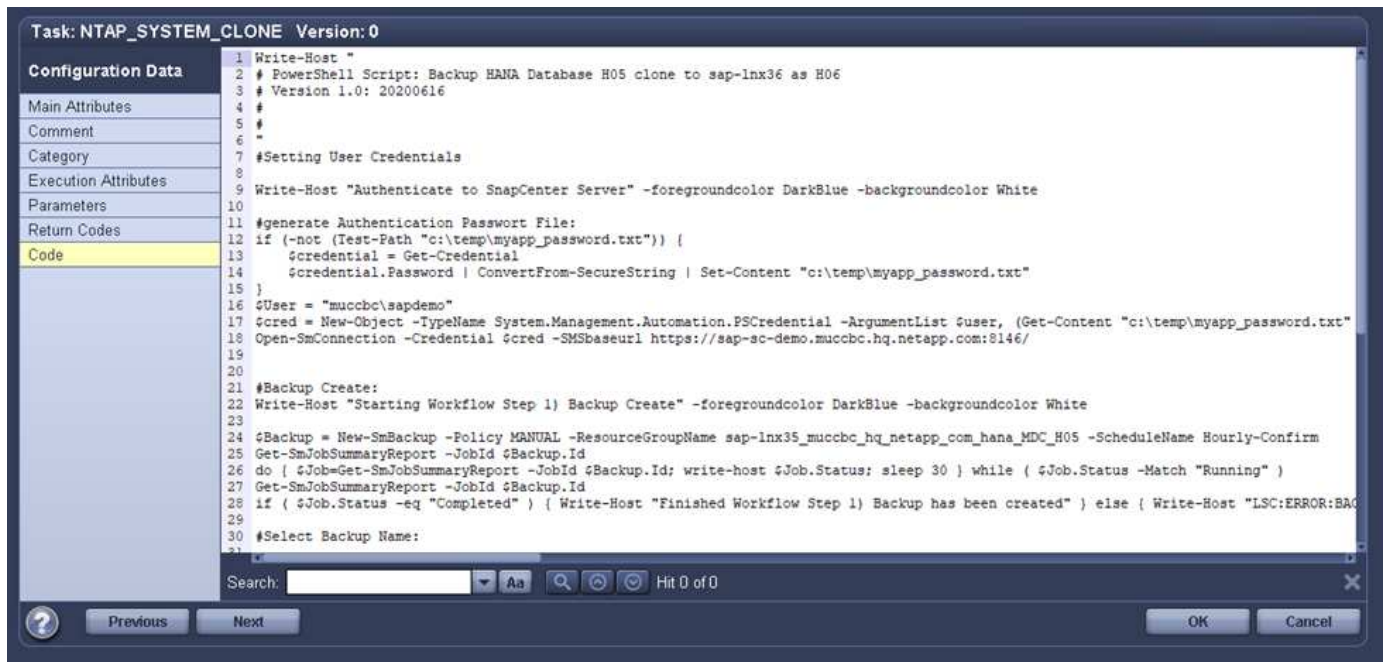 Task: NTAP_SYSTEM_CLONE Version: 0
Configuration Data
Main Attributes
Comment
Category
Execution Attributes
Parameters
Return Codes
Code
1 Write-Host "
2 # PowerShell Script: Backup HANA Database H05 clone to sap-lnx36 as H06
3 # Version 1.0: 20200616
4 #
5 #
6 "
7 #Setting User Credentials
8
9 Write-Host "Authenticate to SnapCenter Server" -foregroundcolor DarkBlue -backgroundcolor White
10
11 #generate Authentication Passwort File:
12 if (-not (Test-Path "c:\temp\myapp_password.txt")) {
13     $credential = Get-Credential
14     $credential.Password | ConvertFrom-SecureString | Set-Content "c:\temp\myapp_password.txt"
15 }
16 $User = "muccbc\sapdemo"
17 $cred = New-Object -TypeName System.Management.Automation.PSCredential -ArgumentList $user, (Get-Content "c:\temp\myapp_password.txt"
18 Open-SmConnection -Credential $cred -SMSbaseurl https://sap-sc-demo.muccbc.hq.netapp.com:8146/
19
20
21 #Backup Create:
22 Write-Host "Starting Workflow Step 1) Backup Create" -foregroundcolor DarkBlue -backgroundcolor White
23
24 $Backup = New-SmBackup -Policy MANUAL -ResourceGroupName sap-lnx35_muccbc_hq_netapp_com_hana_MDC_H05 -ScheduleName Hourly-Confirm
25 Get-SmJobSummaryReport -JobId $Backup.Id
26 do { $Job=Get-SmJobSummaryReport -JobId $Backup.Id; write-host $Job.Status; sleep 30 } while ( $Job.Status -Match "Running" )
27 Get-SmJobSummaryReport -JobId $Backup.Id
28 if ( $Job.Status -eq "Completed" ) { Write-Host "Finished Workflow Step 1) Backup has been created" } else { Write-Host "LSC:ERROR:BAC
29
30 #Select Backup Name:
31
Search:
Aa
Hit 0 of 0
?
Previous
Next
OK
Cancel